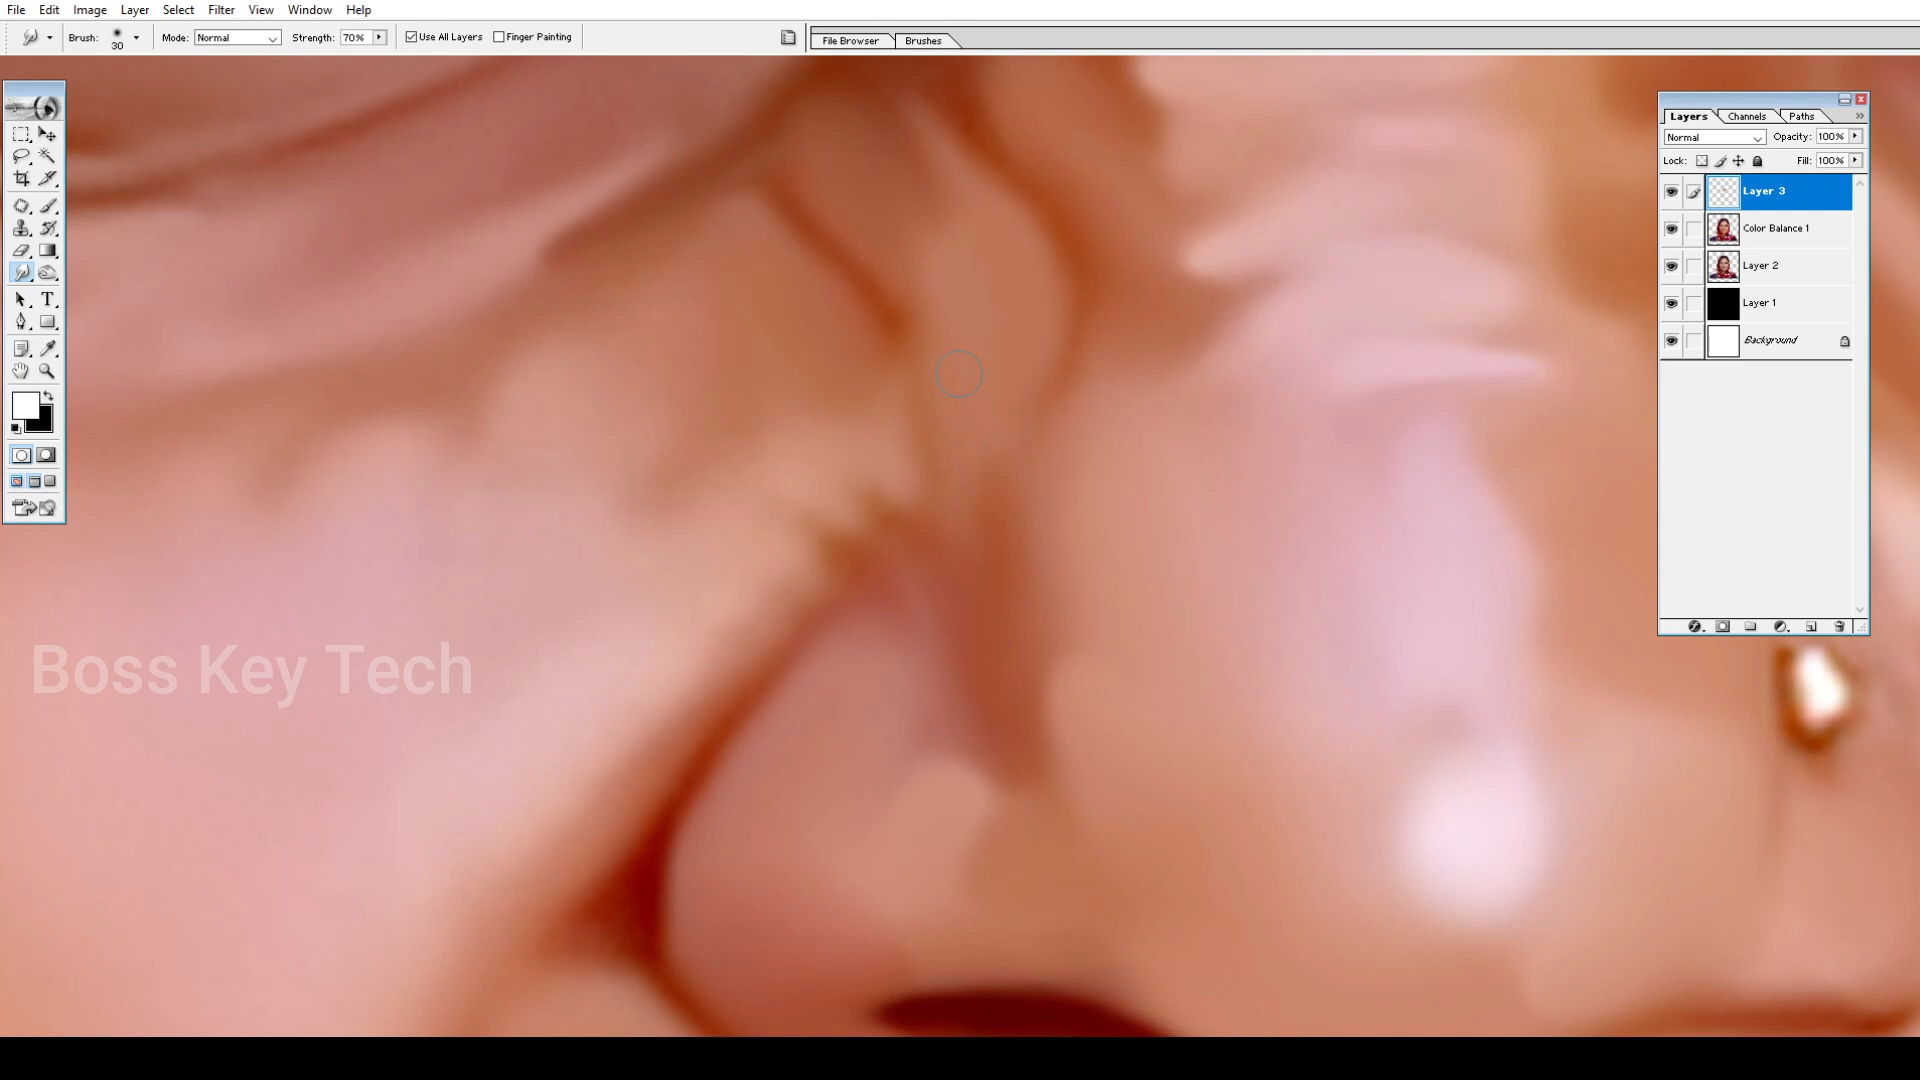 File Edit Image Layer Select Filter View Window Help
Brush: 30 Mode: Normal Strength: 70% Use All Layers Finger Painting File Browser Brushes
Layers Channels Paths
Normal Opacity: 100%
Lock: Fill: 100%
Layer 3
Color Balance 1
Layer 2
Layer 1
Background
T
Boss Key Tech